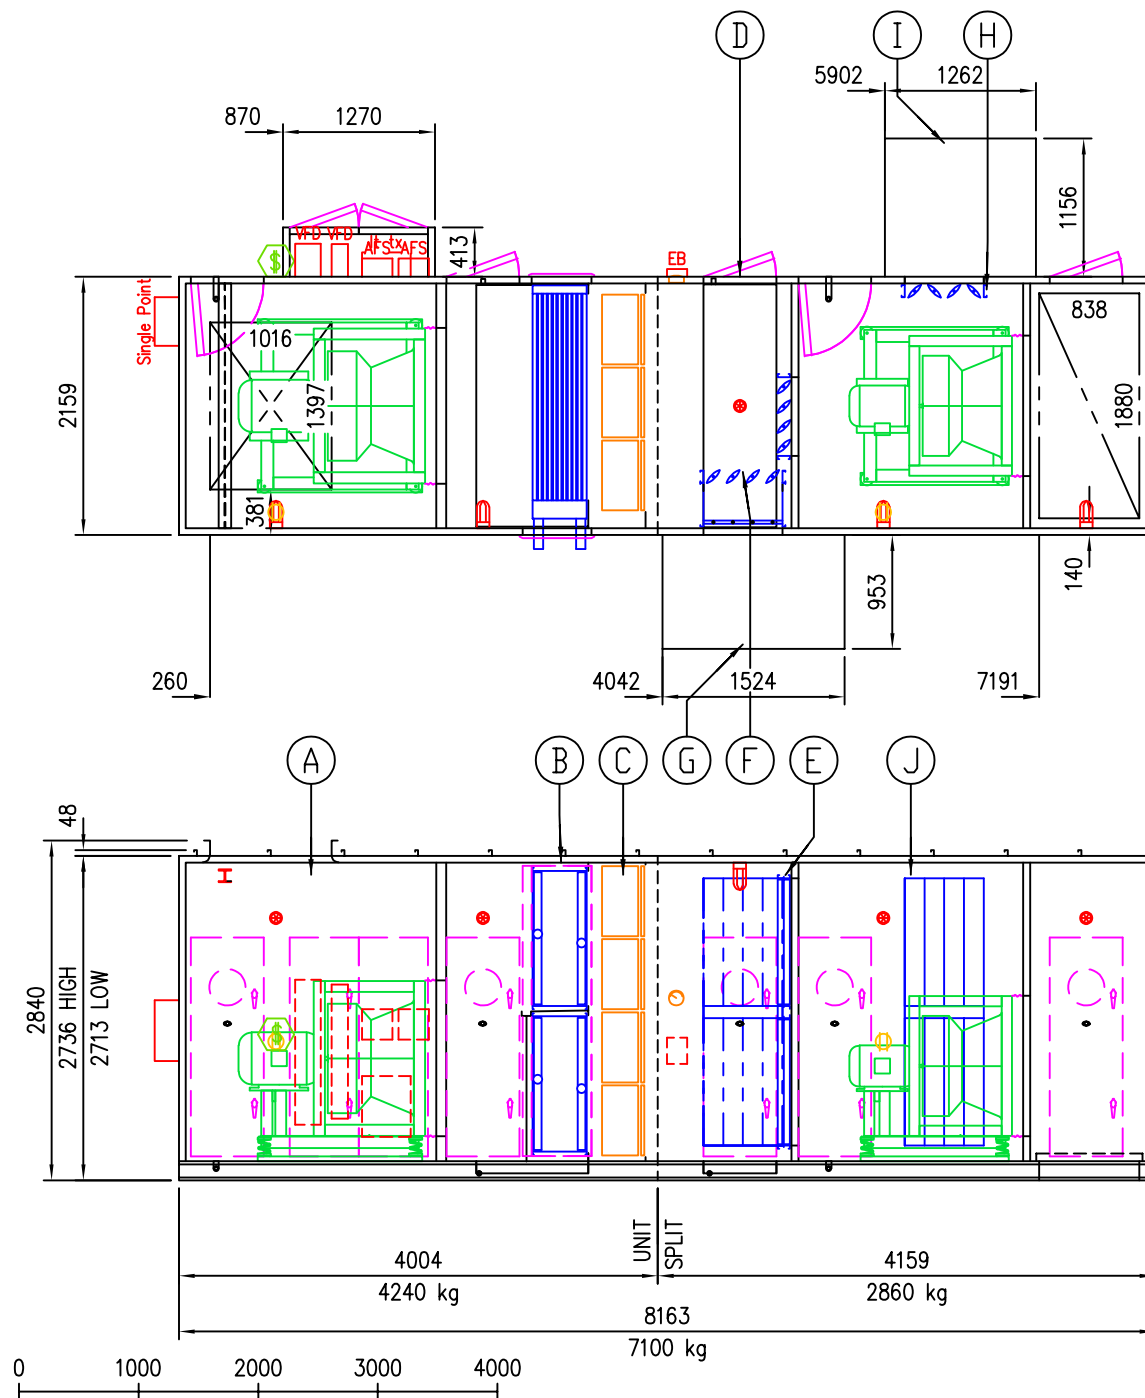 D I H
5902 1262
870 1270
1156
413
VFD VFD
lt tx
AFS AFS
$
EB
Single Point
2159
1016
1397
381
838
1880
140
953
260
4042 1524 7191
A B C G F E J
48
2840
2736 HIGH
2713 LOW
$
UNIT
SPLIT
4004 4159
4240 kg 2860 kg
8163
7100 kg
0 1000 2000 3000 4000